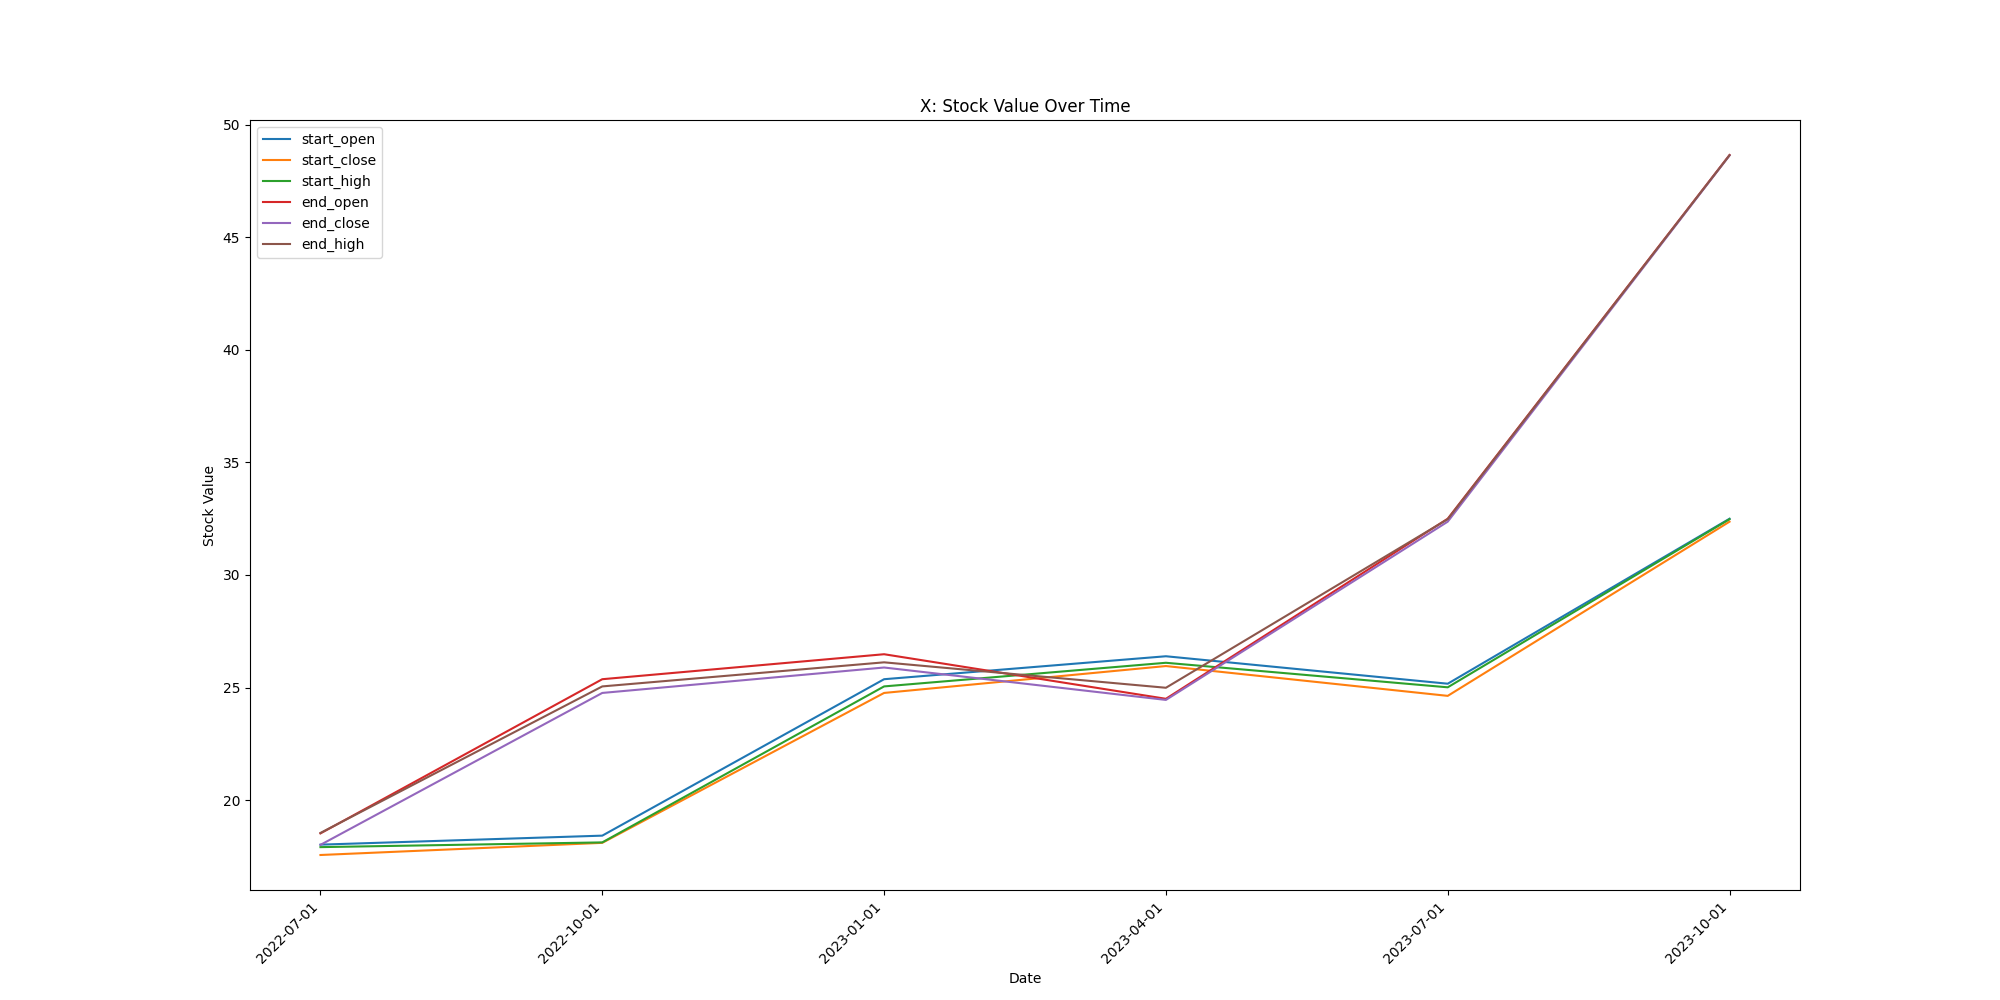 X: Stock Value Over Time
start_open
start_close
start_high
end_open
end_close
end_high
50
45
40
35
30
25
20
Stock Value
2022-07-01
2022-10-01
2023-01-01
2023-04-01
2023-07-01
2023-10-01
Date